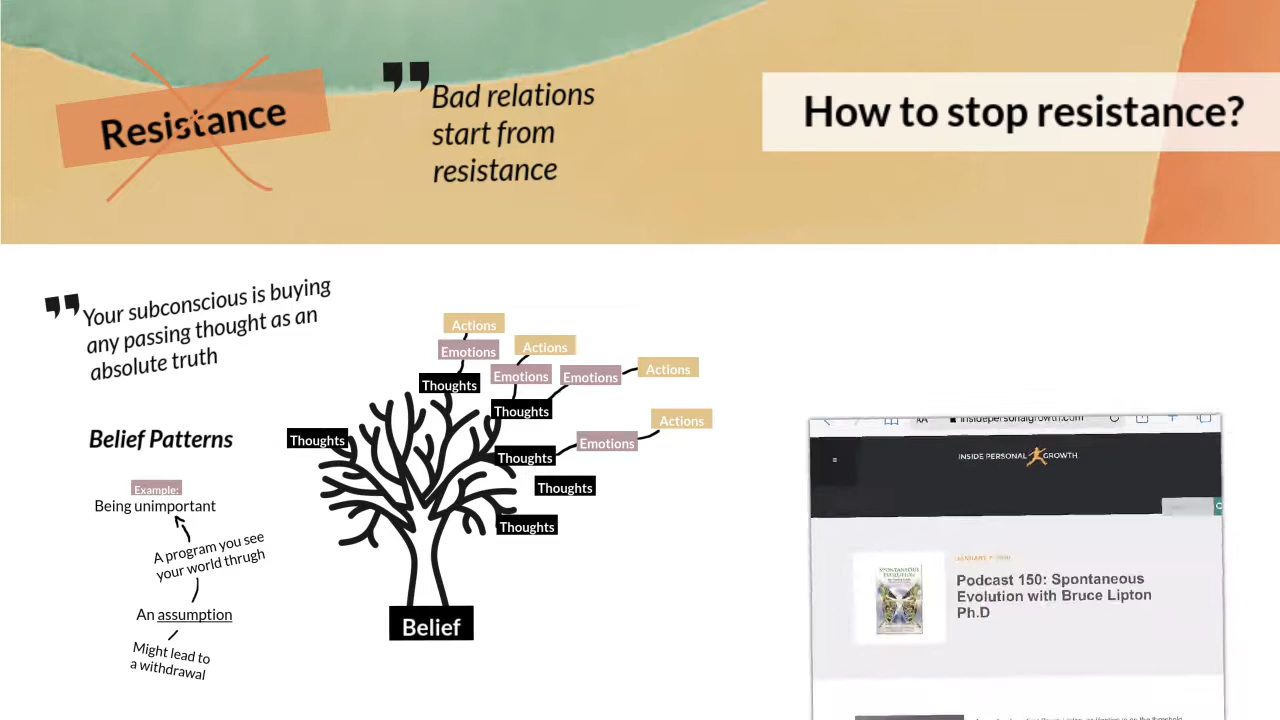 Resistance
Bad relations
start from
resistance
How to stop resistance?
Your subconscious is buying
any passing thought as an
absolute truth
Belief Patterns
Example:
Being unimportant
A program you see
your world thrugh
An assumption
Might lead to
a withdrawal
Actions
Emotions
Thoughts
Actions
Emotions
Emotions
Actions
Thoughts
Actions
Emotions
Thoughts
Thoughts
Thoughts
Thoughts
Belief
AA insidepersonalgrowth.com
INSIDE PERSONAL GROWTH
SPONTANEOUS
EVOLUTION
Podcast 150: Spontaneous
Evolution with Bruce Lipton
Ph.D